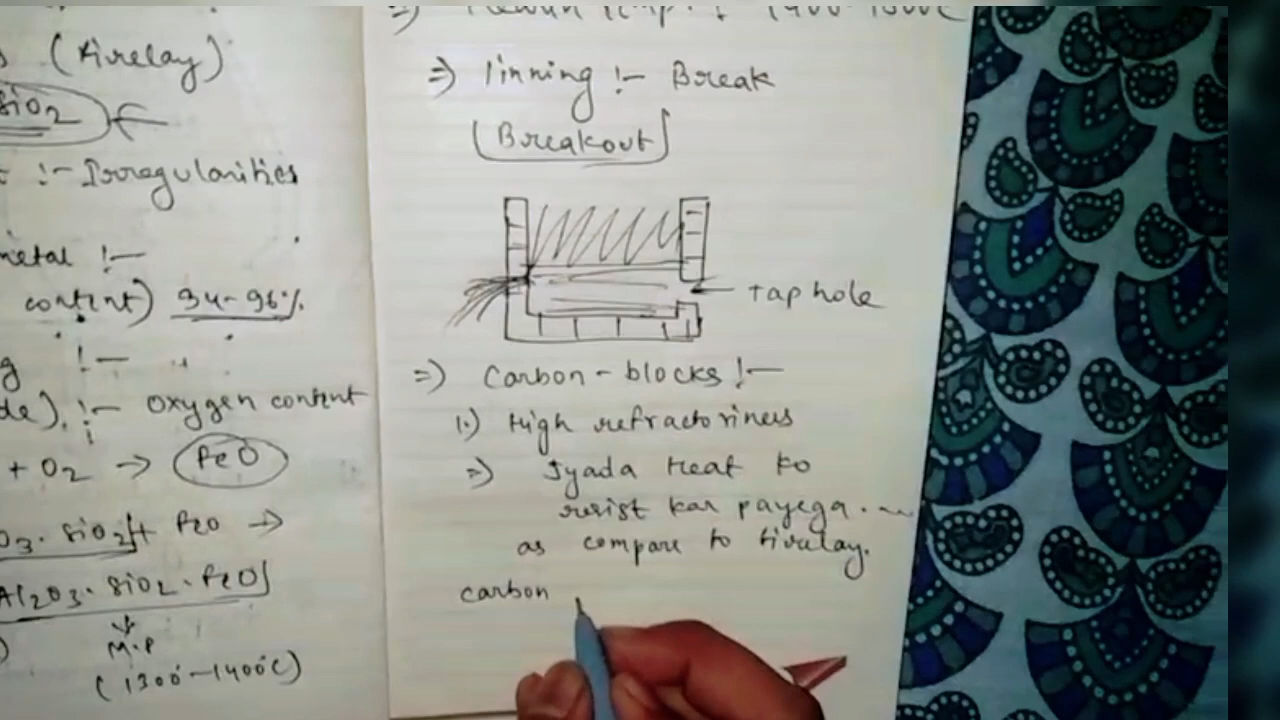 (Fireclay)
SiO2
:- Irregularities
metal :-
content) 94-96%
:-
:- Oxygen content
+ O2 → FeO
O3. SiO2 + FeO →
Al2O3. SiO2. FeO
M.P
(1300-1400°C)
⇒ linning :- Break
Breakout
Tap hole
⇒ Carbon - blocks :-
1.) High refractoriness
⇒ Jyada heat ko
resist kar payega.
as compare to fireclay.
carbon